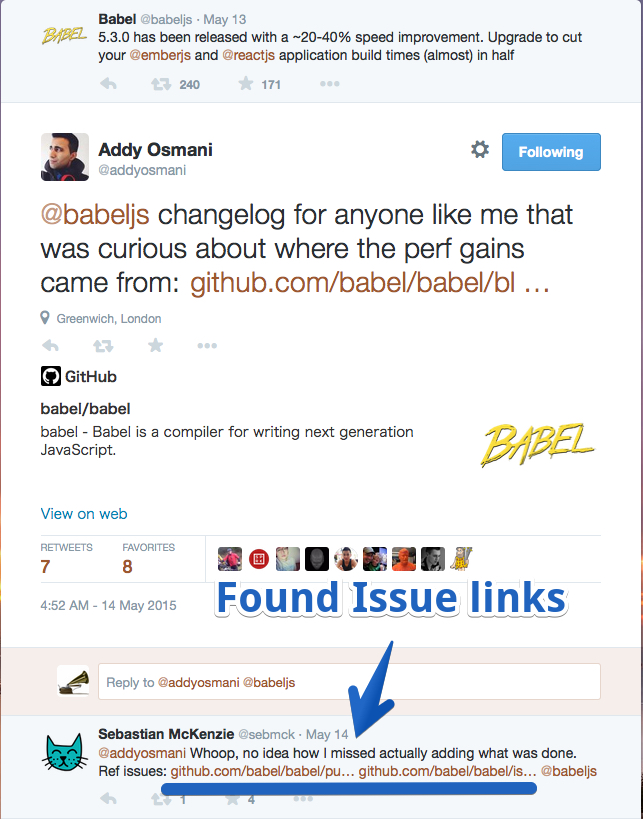 Babel @babeljs · May 13
5.3.0 has been released with a ~20-40% speed improvement. Upgrade to cut
your @emberjs and @reactjs application build times (almost) in half
240 171
BABEL
Addy Osmani
@addyosmani
Following
@babeljs changelog for anyone like me that
was curious about where the perf gains
came from: github.com/babel/babel/bl …
Greenwich, London
GitHub
babel/babel
babel - Babel is a compiler for writing next generation
JavaScript.
BABEL
View on web
RETWEETS FAVORITES
7 8
4:52 AM - 14 May 2015
Found Issue links
Reply to @addyosmani @babeljs
Sebastian McKenzie @sebmck · May 14
@addyosmani Whoop, no idea how I missed actually adding what was done.
Ref issues: github.com/babel/babel/pu… github.com/babel/babel/is… @babeljs
1 4